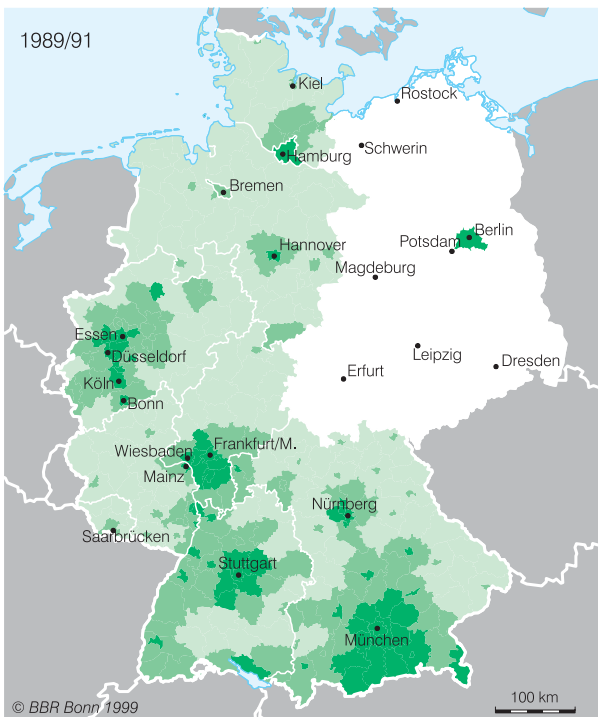 1989/91
Kiel
Rostock
Schwerin
Hamburg
Bremen
Berlin
Potsdam
Hannover
Magdeburg
Essen
Düsseldorf
Leipzig
Dresden
Erfurt
Köln
Bonn
Frankfurt/M.
Wiesbaden
Mainz
Nürnberg
Saarbrücken
Stuttgart
München
© BBR Bonn 1999
100 km